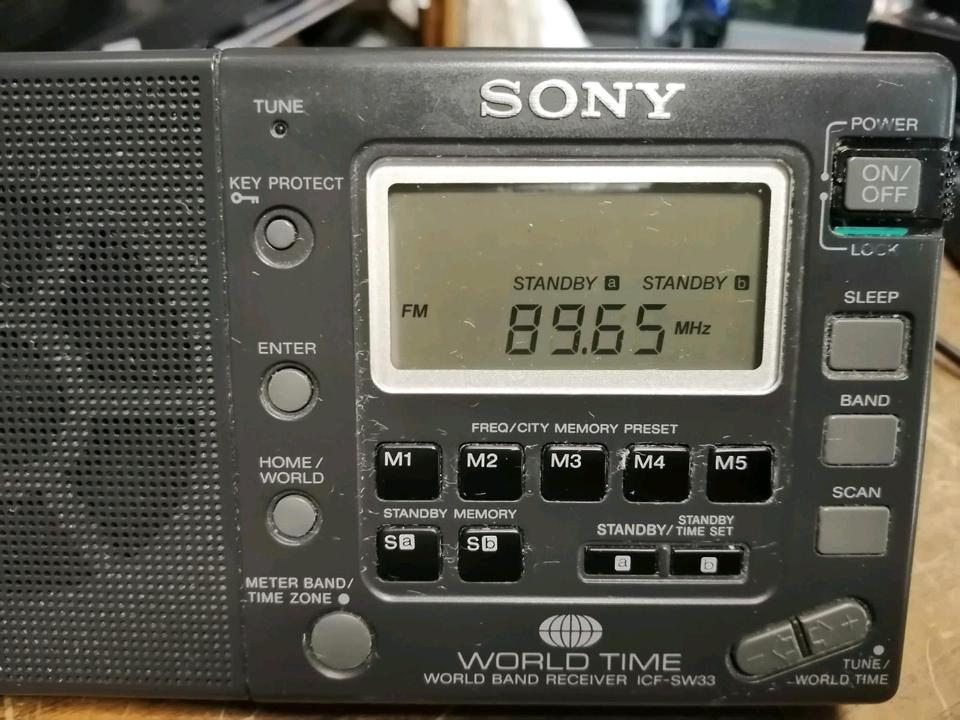 SONY
TUNE
POWER
ON/
OFF
LOCK
KEY PROTECT
STANDBY a STANDBY b
FM 89.65 MHz
SLEEP
ENTER
BAND
FREQ/CITY MEMORY PRESET
M1 M2 M3 M4 M5
HOME/
WORLD
SCAN
STANDBY MEMORY
Sa Sb
STANDBY/ STANDBY
TIME SET
a b
METER BAND/
TIME ZONE
WORLD TIME
WORLD BAND RECEIVER ICF-SW33
- +
TUNE/
WORLD TIME